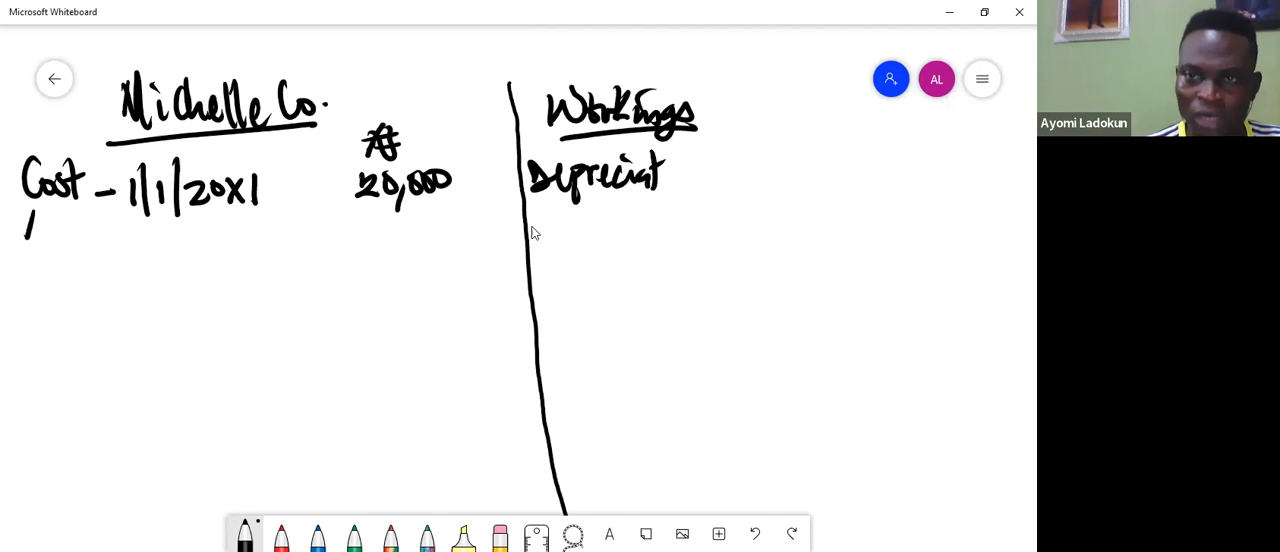 Microsoft Whiteboard
AL
Ayomi Ladokun
Michelle Co.
₦
Cost - 1/1/20X1 20,000
Workings
Depreciat
A